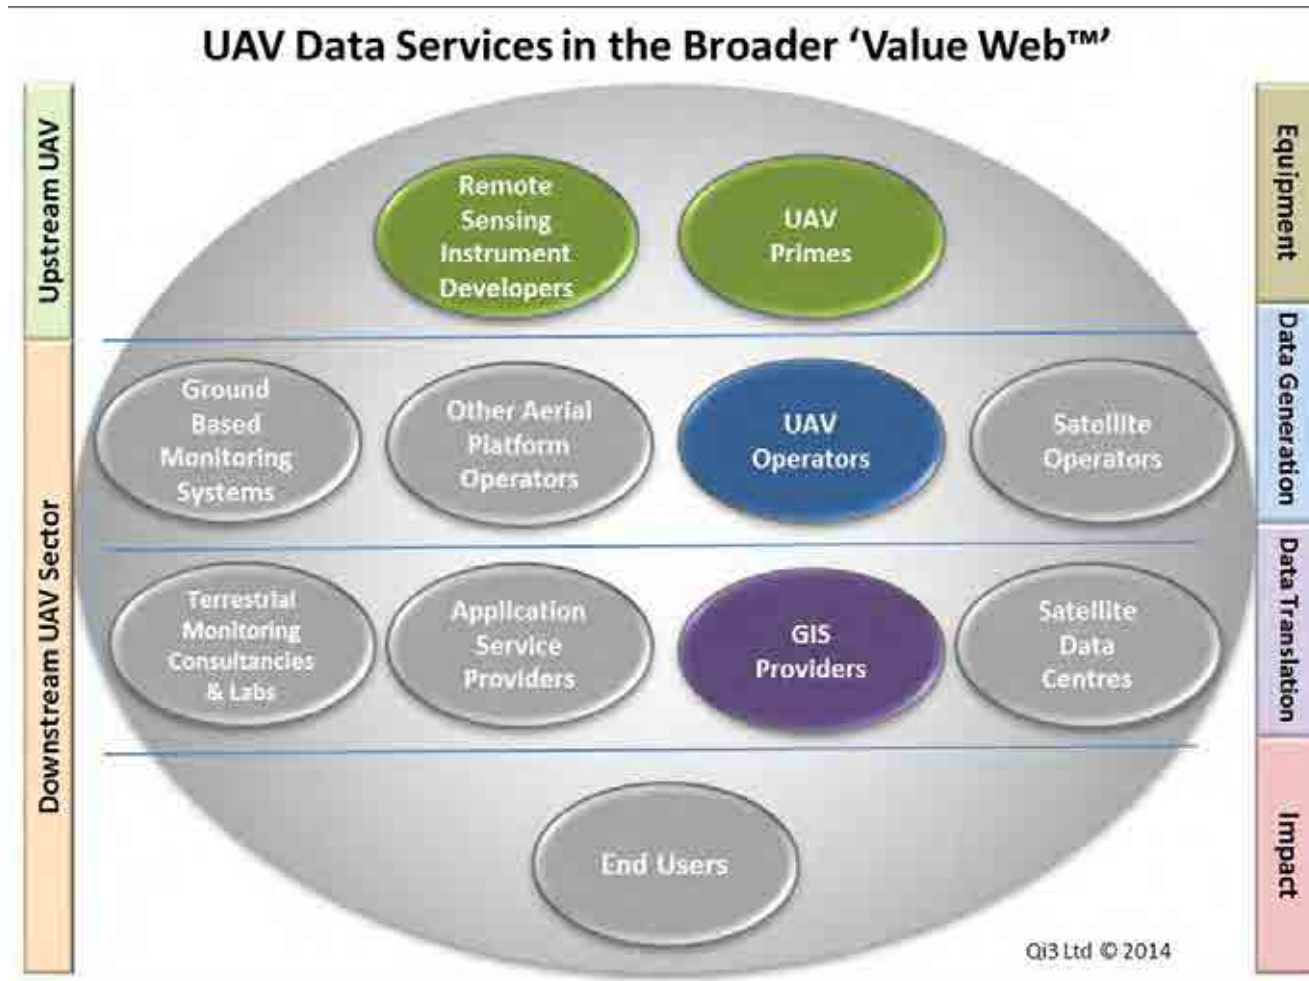 UAV Data Services in the Broader ‘Value Web™’
Upstream UAV
Downstream UAV Sector
Remote
Sensing
Instrument
Developers
UAV
Primes
Ground
Based
Monitoring
Systems
Other Aerial
Platform
Operators
UAV
Operators
Satellite
Operators
Terrestrial
Monitoring
Consultancies
& Labs
Application
Service
Providers
GIS
Providers
Satellite
Data
Centres
End Users
Equipment
Data Generation
Data Translation
Impact
Qi3 Ltd © 2014